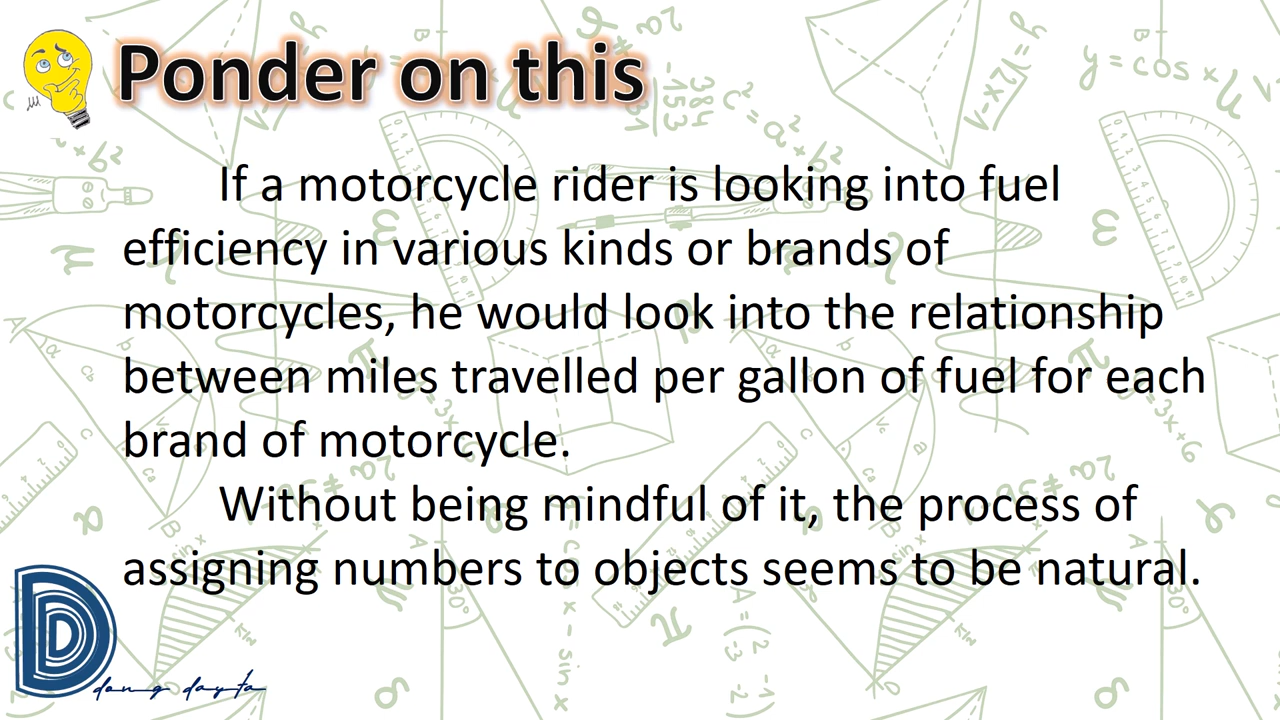 Ponder on this
If a motorcycle rider is looking into fuel
efficiency in various kinds or brands of
motorcycles, he would look into the relationship
between miles travelled per gallon of fuel for each
brand of motorcycle.
Without being mindful of it, the process of
assigning numbers to objects seems to be natural.
D
dang dayta